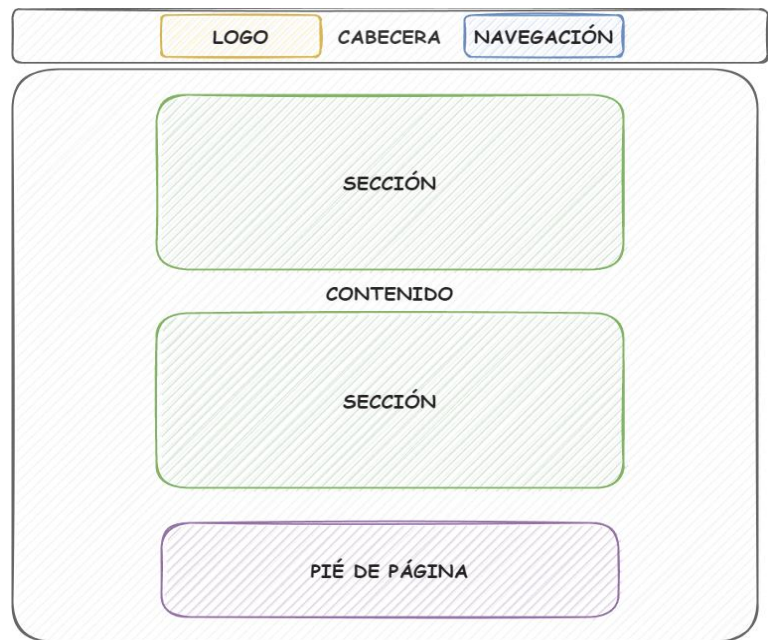 LOGO
CABECERA
NAVEGACIÓN
SECCIÓN
CONTENIDO
SECCIÓN
PIÉ DE PÁGINA